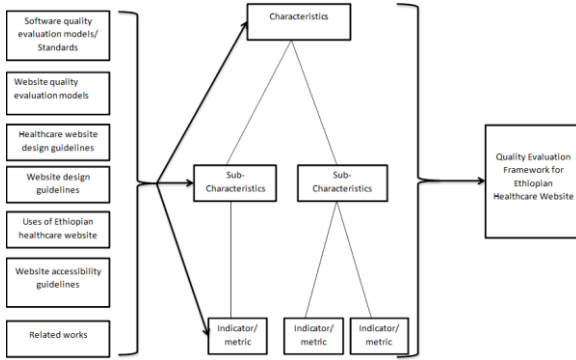 Software quality
evaluation models/
Standards
Website quality
evaluation models
Healthcare website
design guidelines
Website design
guidelines
Uses of Ethiopian
healthcare website
Website accessibility
guidelines
Related works
Characteristics
Sub-
Characteristics
Sub-
Characteristics
Indicator/
metric
Indicator/
metric
Indicator/
metric
Quality Evaluation
Framework for
Ethiopian
Healthcare Website